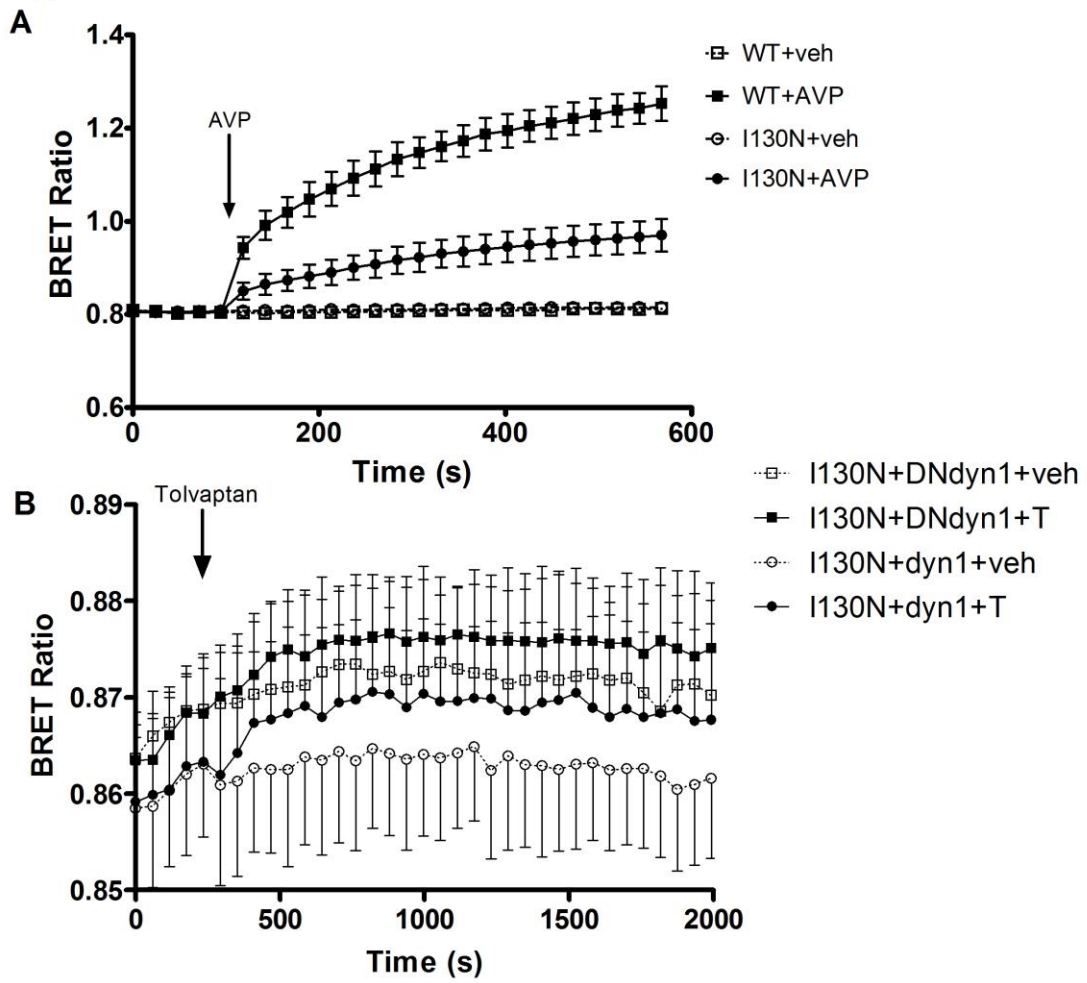 A
1.4
1.2
1.0
0.8
0.6
BRET Ratio
AVP
0
200
400
600
Time (s)
WT+veh
WT+AVP
I130N+veh
I130N+AVP
B
0.89
0.88
0.87
0.86
0.85
BRET Ratio
Tolvaptan
0
500
1000
1500
2000
Time (s)
I130N+DNdyn1+veh
I130N+DNdyn1+T
I130N+dyn1+veh
I130N+dyn1+T